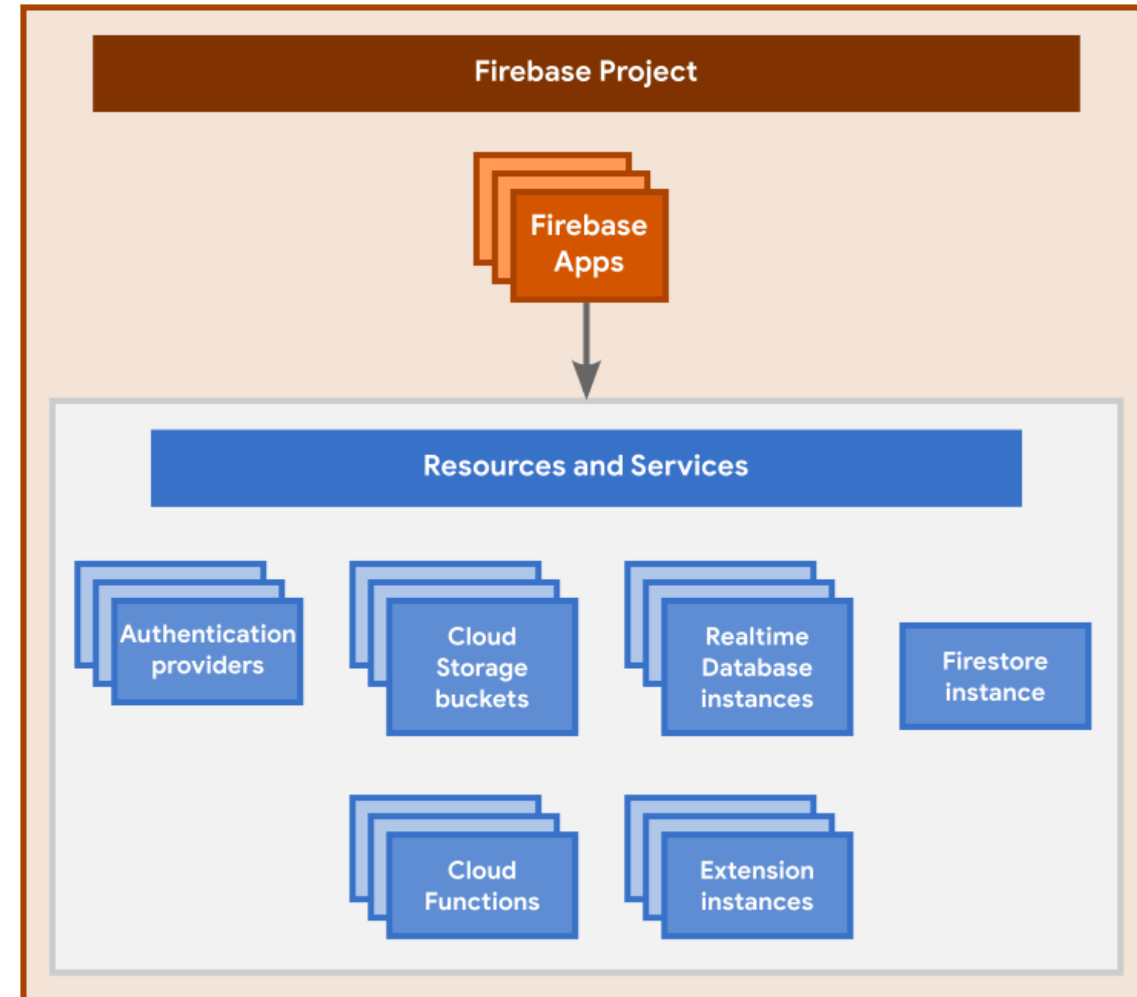 Firebase Project
Firebase
Apps
Resources and Services
Authentication
providers
Cloud
Storage
buckets
Realtime
Database
instances
Firestore
instance
Cloud
Functions
Extension
instances